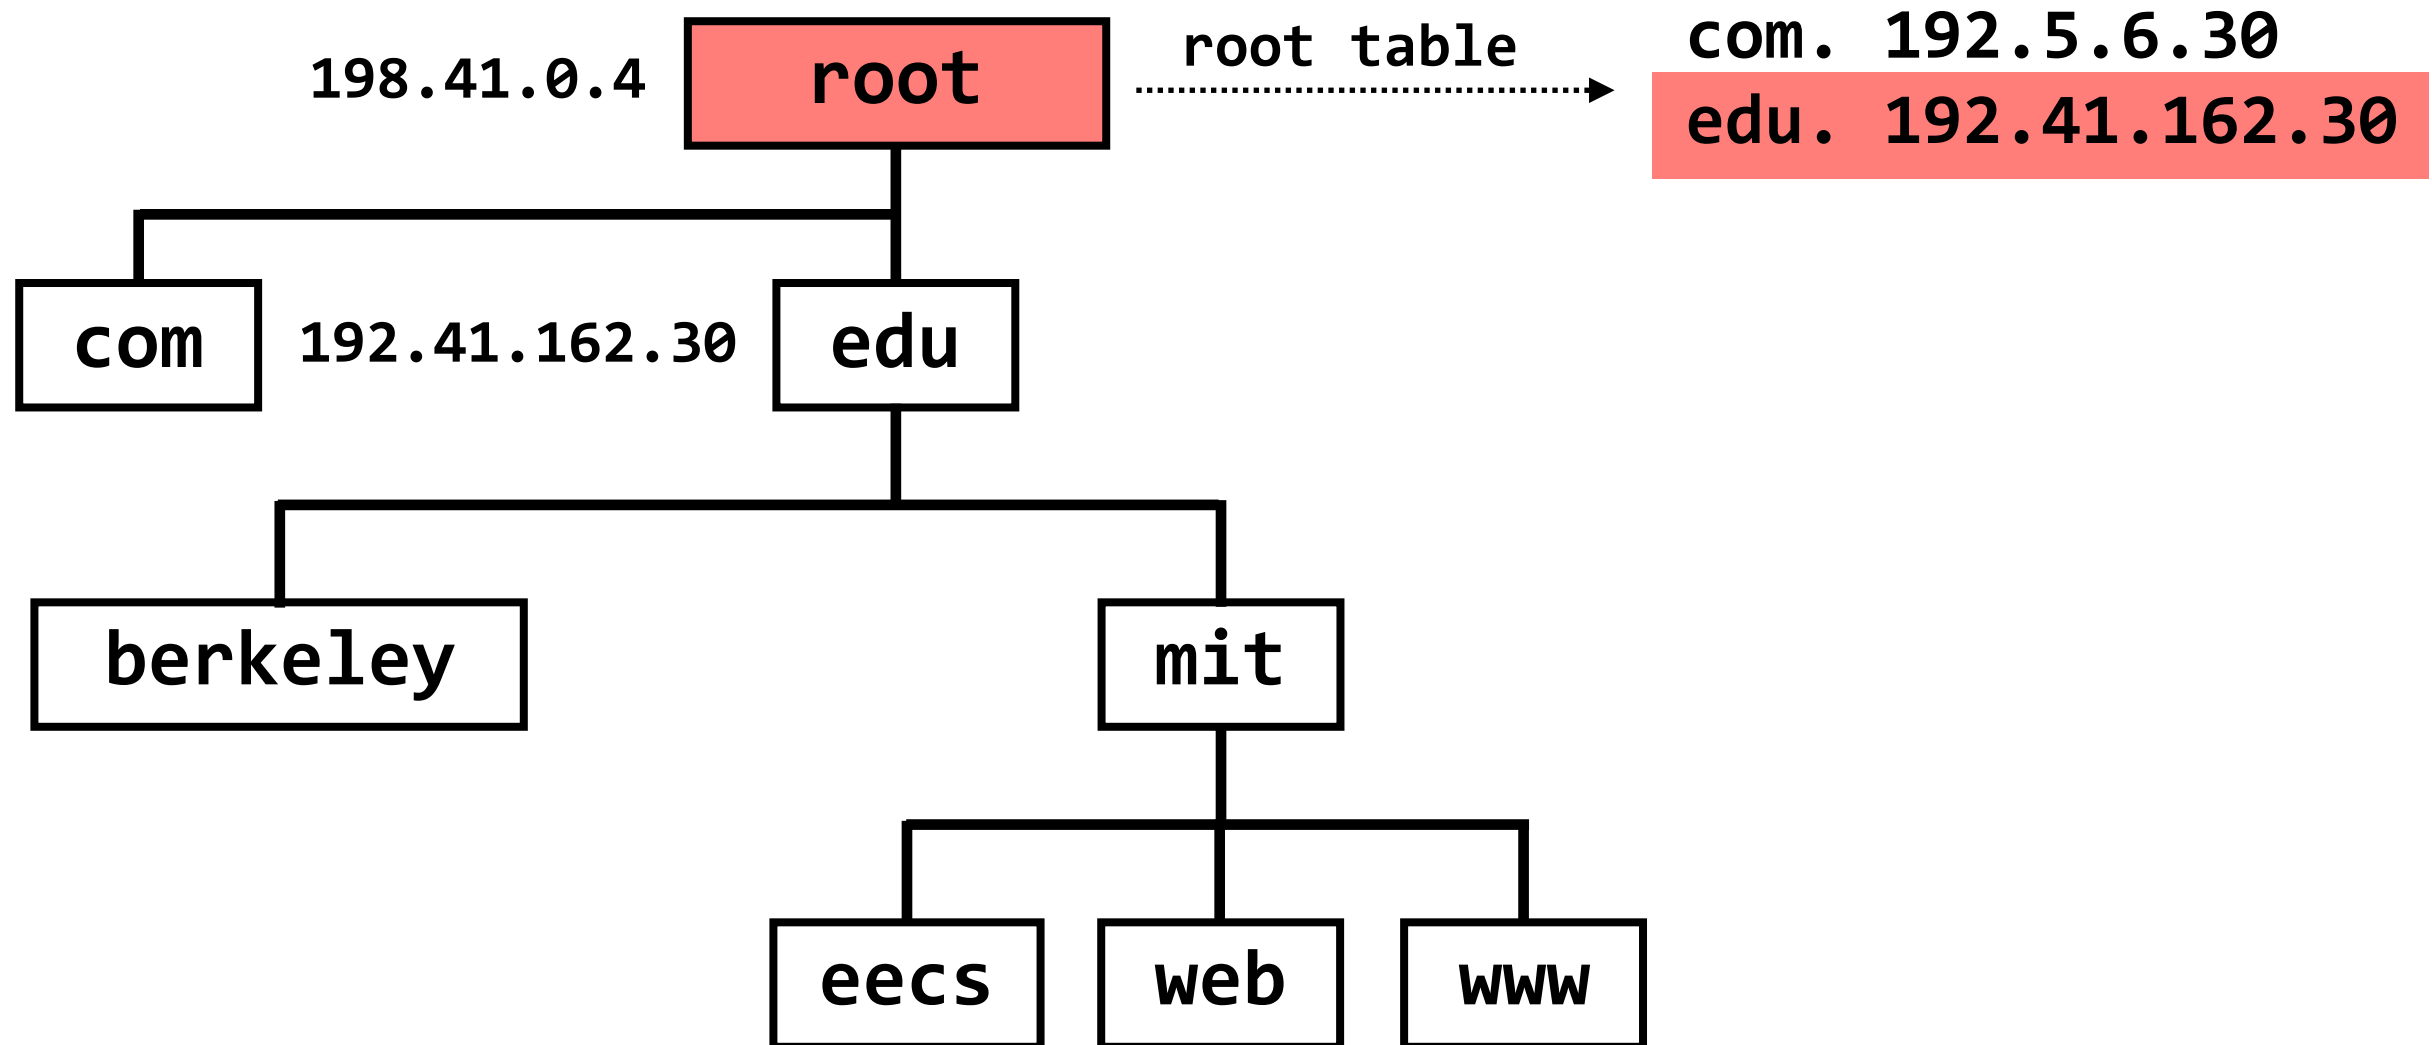 198.41.0.4
root
root table
com. 192.5.6.30
edu. 192.41.162.30
com
192.41.162.30
edu
berkeley
mit
eecs
web
www